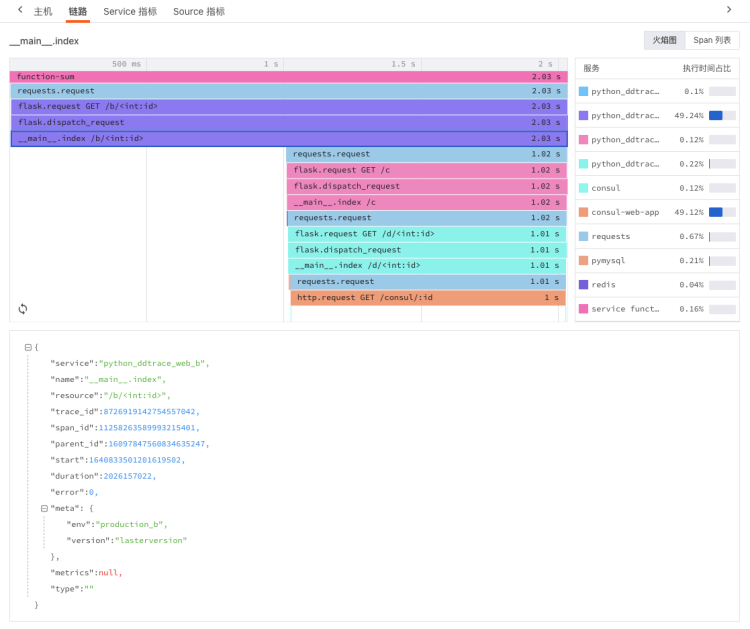 主机 链路 Service 指标 Source 指标
__main__.index
火焰图 Span 列表
500 ms 1 s 1.5 s 2 s
function-sum 2.03 s
requests.request 2.03 s
flask.request GET /b/<int:id> 2.03 s
flask.dispatch_request 2.03 s
__main__.index /b/<int:id> 2.03 s
requests.request 1.02 s
flask.request GET /c 1.02 s
flask.dispatch_request 1.02 s
__main__.index /c 1.02 s
requests.request 1.02 s
flask.request GET /d/<int:id> 1.01 s
flask.dispatch_request 1.01 s
__main__.index /d/<int:id> 1.01 s
requests.request 1.01 s
http.request GET /consul/:id 1 s
服务 执行时间占比
python_ddtrac… 0.1%
python_ddtrac… 49.24%
python_ddtrac… 0.12%
python_ddtrac… 0.22%
consul 0.12%
consul-web-app 49.12%
requests 0.67%
pymysql 0.21%
redis 0.04%
service funct… 0.16%
{
"service":"python_ddtrace_web_b",
"name":"__main__.index",
"resource":"/b/<int:id>",
"trace_id":8726919142754557042,
"span_id":11258263589993215401,
"parent_id":16097847560834635247,
"start":1640833501201619502,
"duration":2026157022,
"error":0,
"meta": {
"env":"production_b",
"version":"lasterversion"
},
"metrics":null,
"type":""
}